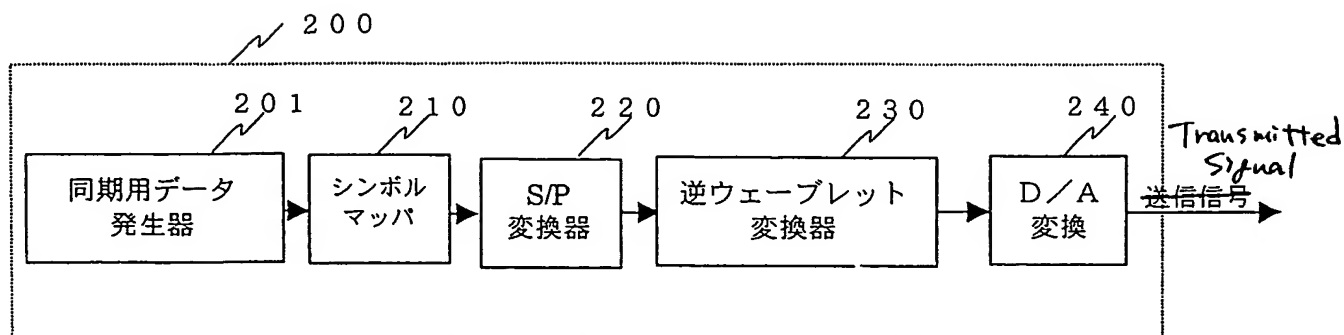 200
201
210
220
230
240
Transmitted
Signal
同期用データ
発生器
シンボル
マッパ
S/P
変換器
逆ウェーブレット
変換器
D/A
変換
送信信号